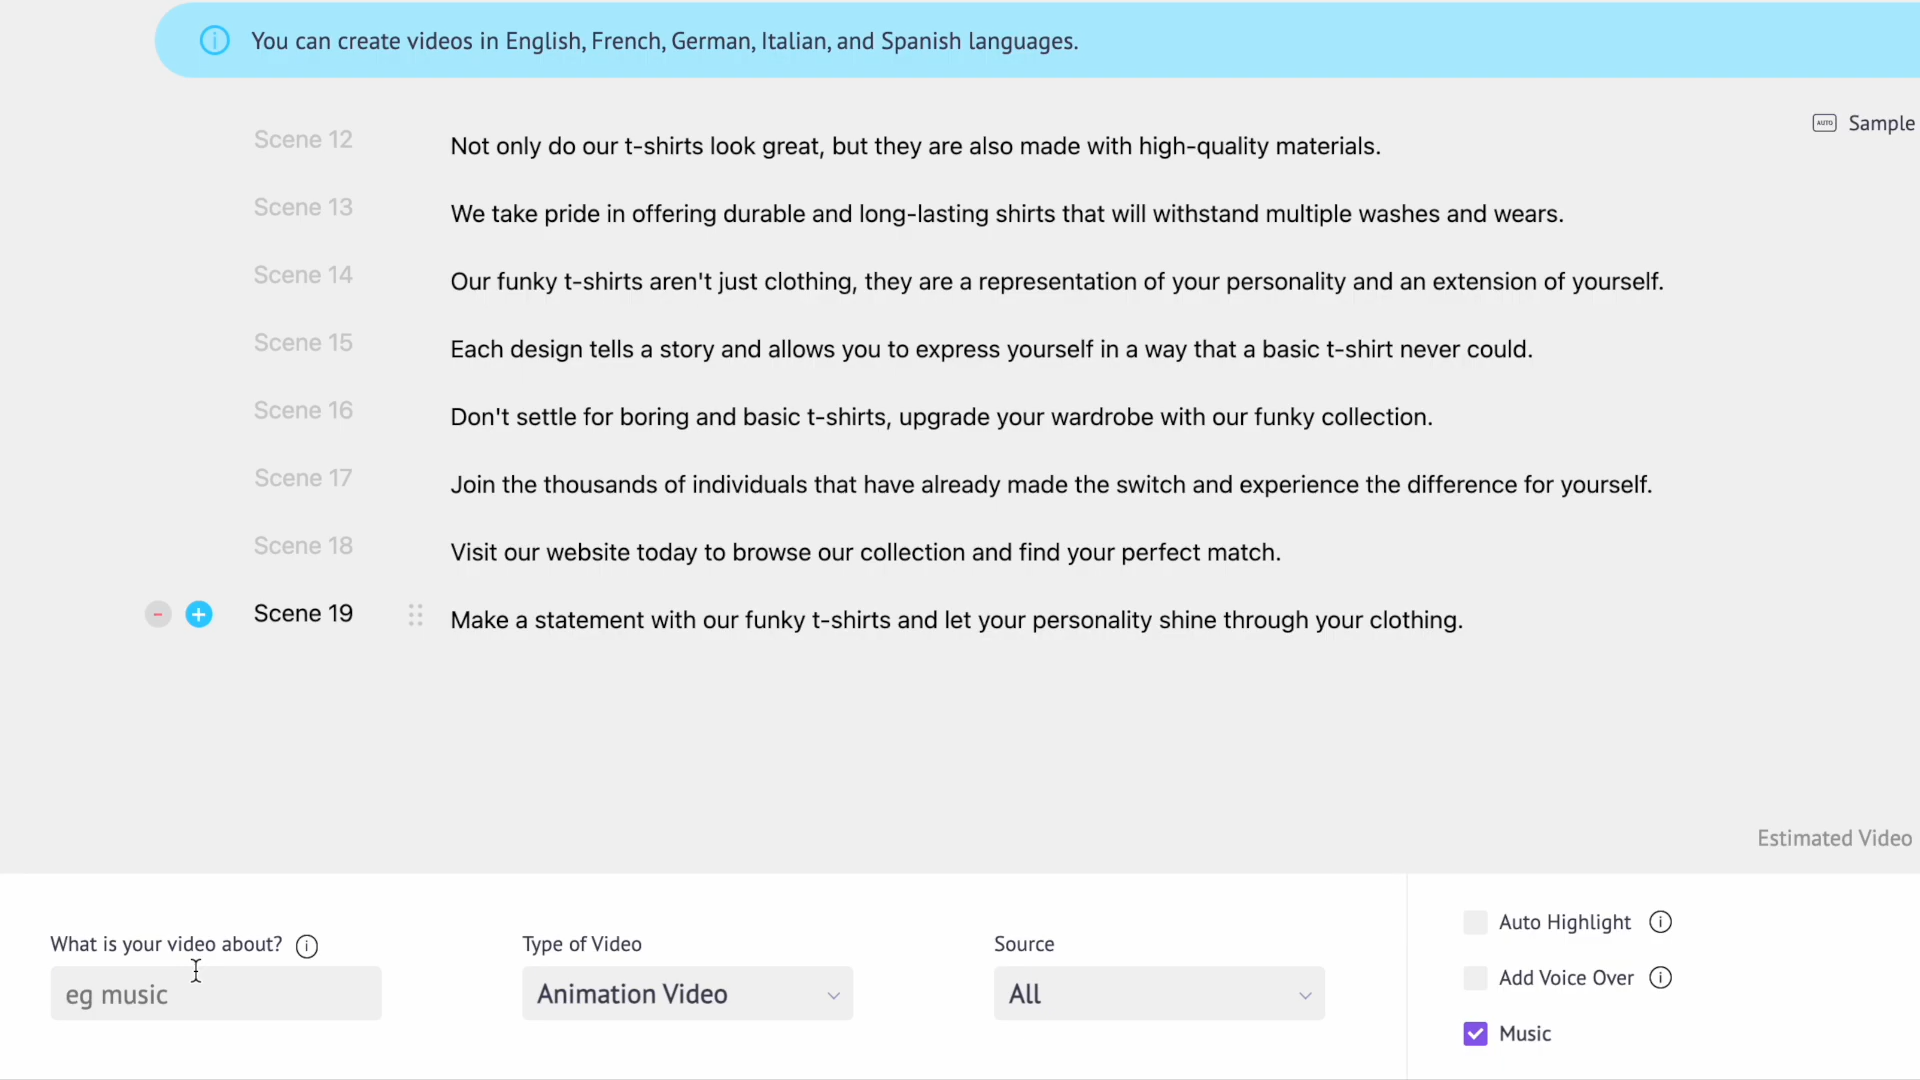 You can create videos in English, French, German, Italian, and Spanish languages.
AUTO Sample
Scene 12 Not only do our t-shirts look great, but they are also made with high-quality materials.
Scene 13 We take pride in offering durable and long-lasting shirts that will withstand multiple washes and wears.
Scene 14 Our funky t-shirts aren't just clothing, they are a representation of your personality and an extension of yourself.
Scene 15 Each design tells a story and allows you to express yourself in a way that a basic t-shirt never could.
Scene 16 Don't settle for boring and basic t-shirts, upgrade your wardrobe with our funky collection.
Scene 17 Join the thousands of individuals that have already made the switch and experience the difference for yourself.
Scene 18 Visit our website today to browse our collection and find your perfect match.
Scene 19 Make a statement with our funky t-shirts and let your personality shine through your clothing.
Estimated Video
What is your video about?
eg music
Type of Video
Animation Video
Source
All
Auto Highlight
Add Voice Over
Music